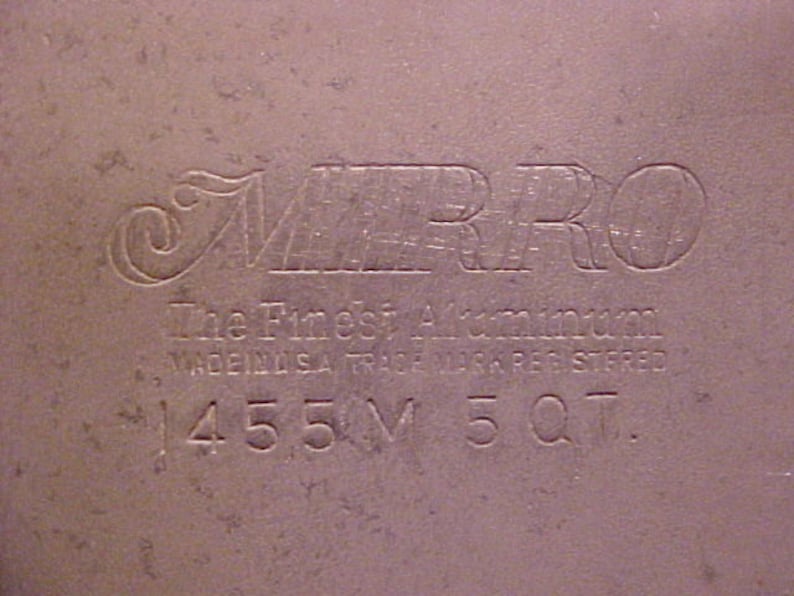 MIRRO
The Finest Aluminum
MADE IN U.S.A. TRADE MARK REGISTERED
1455M 5 QT.